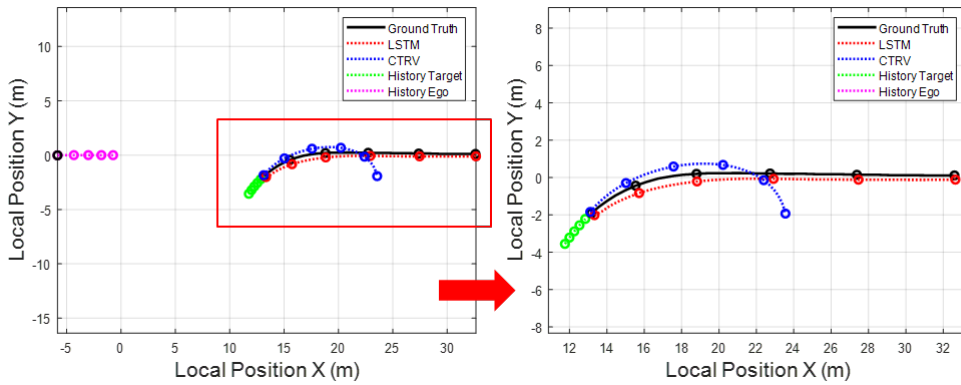 Local Position Y (m)
10
5
0
-5
-10
-15
-5 0 5 10 15 20 25 30
Local Position X (m)
Ground Truth
LSTM
CTRV
History Target
History Ego
Local Position Y (m)
8
6
4
2
0
-2
-4
-6
-8
12 14 16 18 20 22 24 26 28 30 32
Local Position X (m)
Ground Truth
LSTM
CTRV
History Target
History Ego